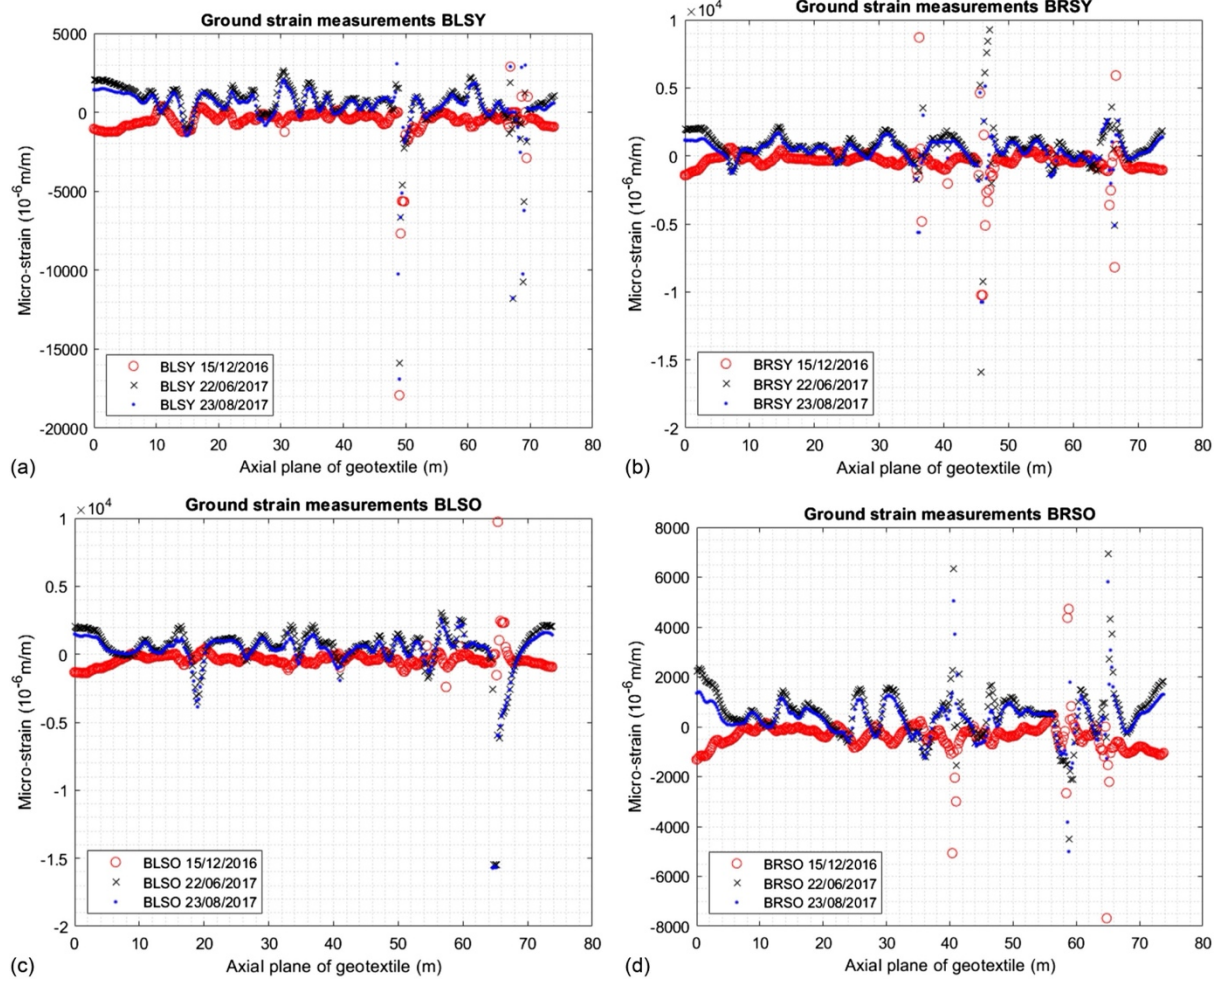 Ground strain measurements BLSY
5000
0
-5000
-10000
-15000
-20000
Micro-strain (10-6m/m)
BLSY 15/12/2016
BLSY 22/06/2017
BLSY 23/08/2017
0 10 20 30 40 50 60 70 80
(a) Axial plane of geotextile (m)
Ground strain measurements BRSY
×10^4
1
0.5
0
-0.5
-1
-1.5
-2
Micro-strain (10^-6m/m)
BRSY 15/12/2016
BRSY 22/06/2017
BRSY 23/08/2017
0 10 20 30 40 50 60 70 80
(b) Axial plane of geotextile (m)
Ground strain measurements BLSO
×10^4
1
0.5
0
-0.5
-1
-1.5
-2
Micro-strain (10^-6m/m)
BLSO 15/12/2016
BLSO 22/06/2017
BLSO 23/08/2017
0 10 20 30 40 50 60 70 80
(c) Axial plane of geotextile (m)
Ground strain measurements BRSO
8000
6000
4000
2000
0
-2000
-4000
-6000
-8000
Micro-strain (10^-6m/m)
BRSO 15/12/2016
BRSO 22/06/2017
BRSO 23/08/2017
0 10 20 30 40 50 60 70 80
(d) Axial plane of geotextile (m)